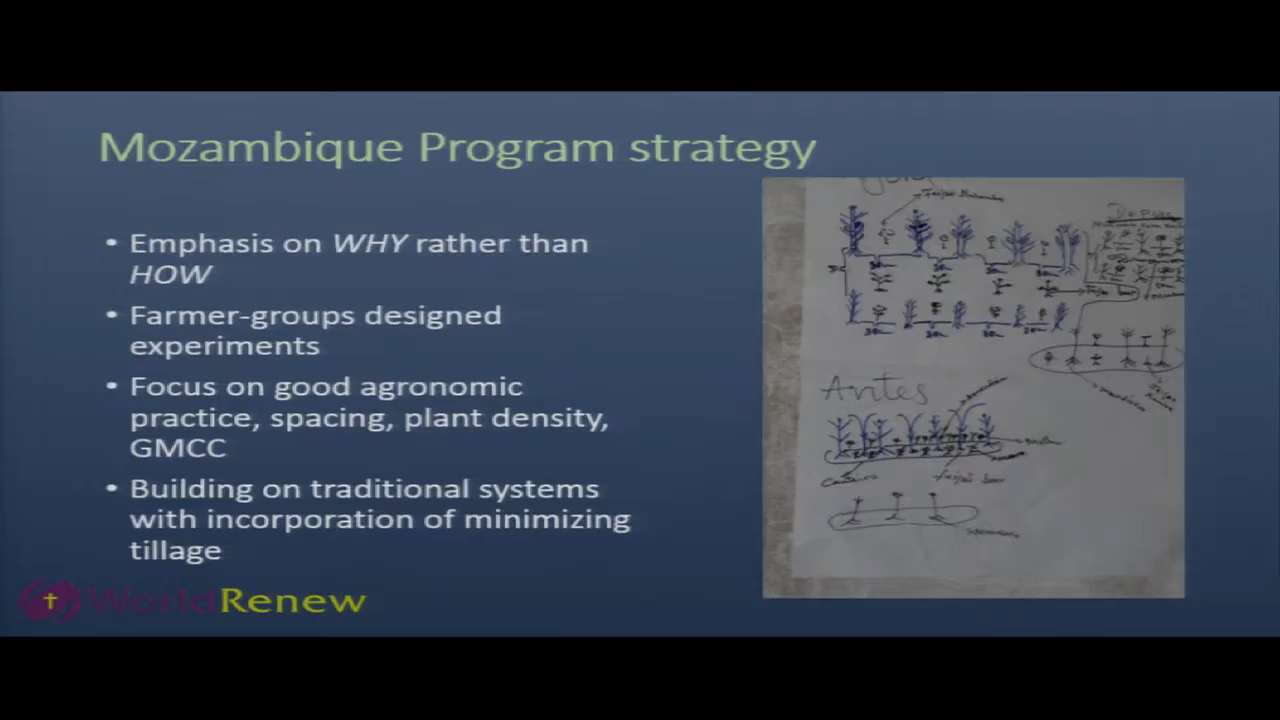 Mozambique Program strategy
• Emphasis on WHY rather than
HOW
• Farmer-groups designed
experiments
• Focus on good agronomic
practice, spacing, plant density,
GMCC
• Building on traditional systems
with incorporation of minimizing
tillage
WorldRenew
Antes